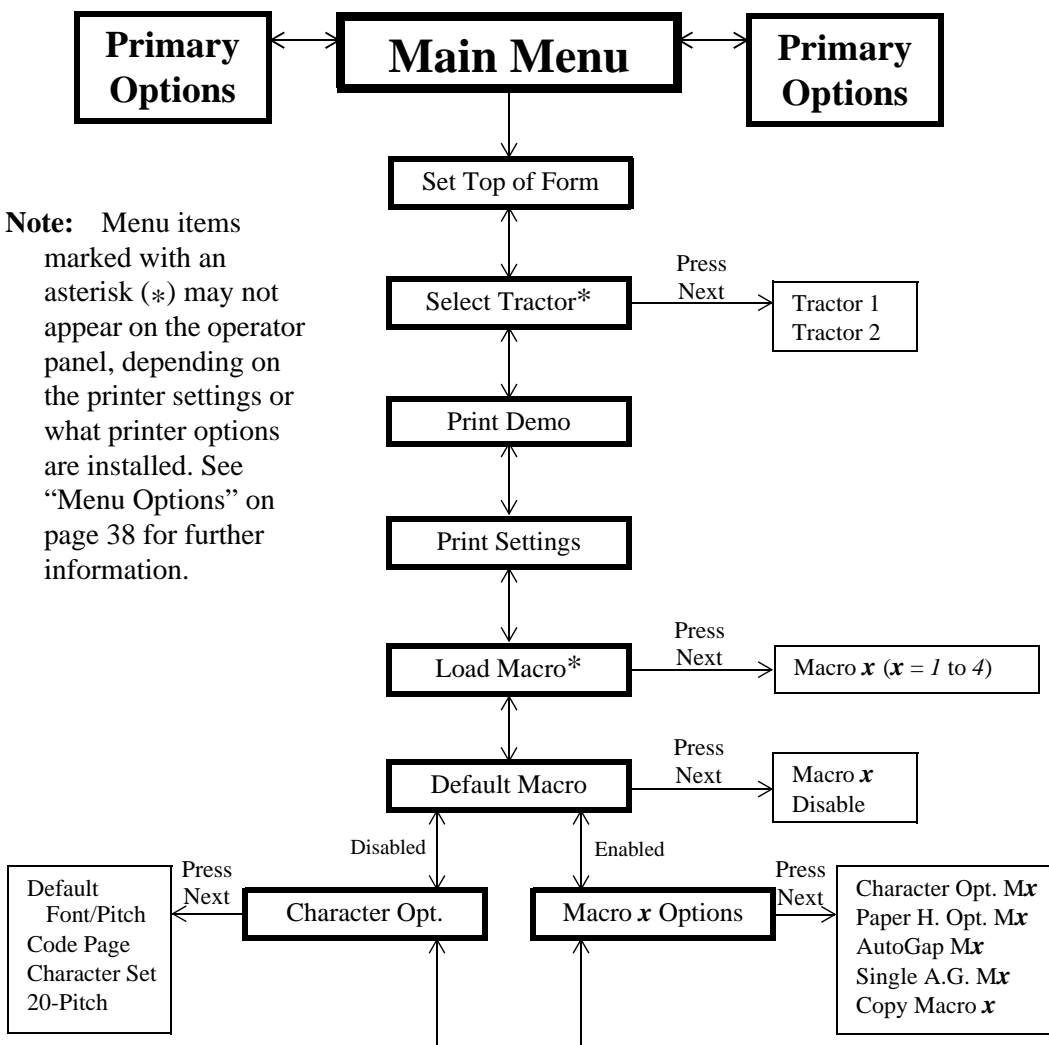 Primary
Options
Main Menu
Primary
Options
Set Top of Form
Note: Menu items
marked with an
asterisk (*) may not
appear on the operator
panel, depending on
the printer settings or
what printer options
are installed. See
“Menu Options” on
page 38 for further
information.
Select Tractor*
Press
Next
Tractor 1
Tractor 2
Print Demo
Print Settings
Load Macro*
Press
Next
Macro x (x = 1 to 4)
Default Macro
Press
Next
Macro x
Disable
Disabled
Enabled
Default
Font/Pitch
Code Page
Character Set
20-Pitch
Press
Next
Character Opt.
Macro x Options
Press
Next
Character Opt. Mx
Paper H. Opt. Mx
AutoGap Mx
Single A.G. Mx
Copy Macro x